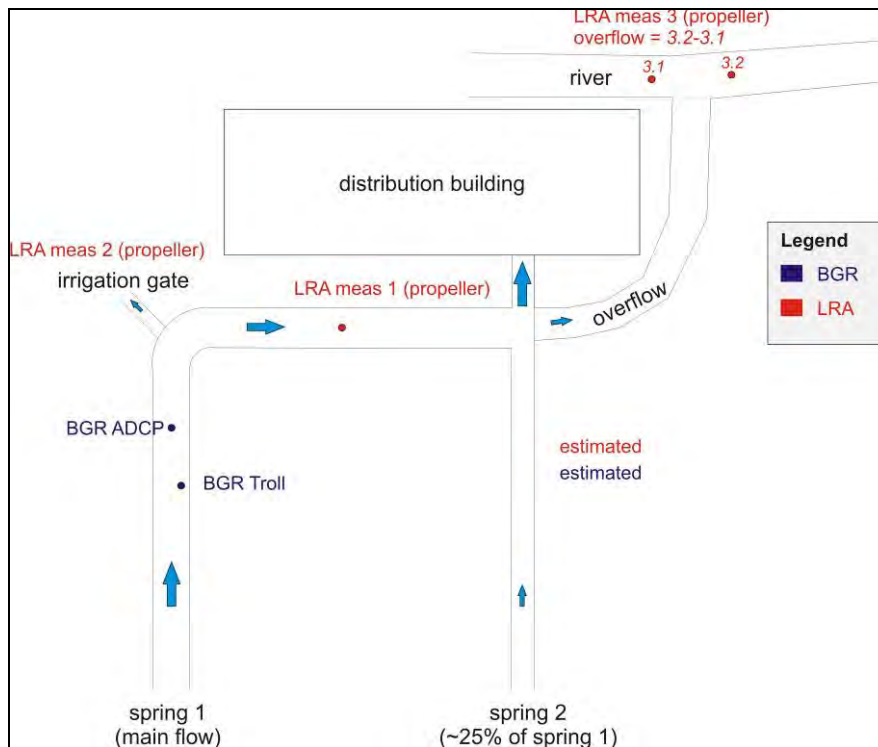 LRA meas 3 (propeller)
overflow = 3.2-3.1
3.1
3.2
river
distribution building
LRA meas 2 (propeller)
irrigation gate
LRA meas 1 (propeller)
overflow
Legend
BGR
LRA
BGR ADCP
BGR Troll
estimated
estimated
spring 1
(main flow)
spring 2
(~25% of spring 1)